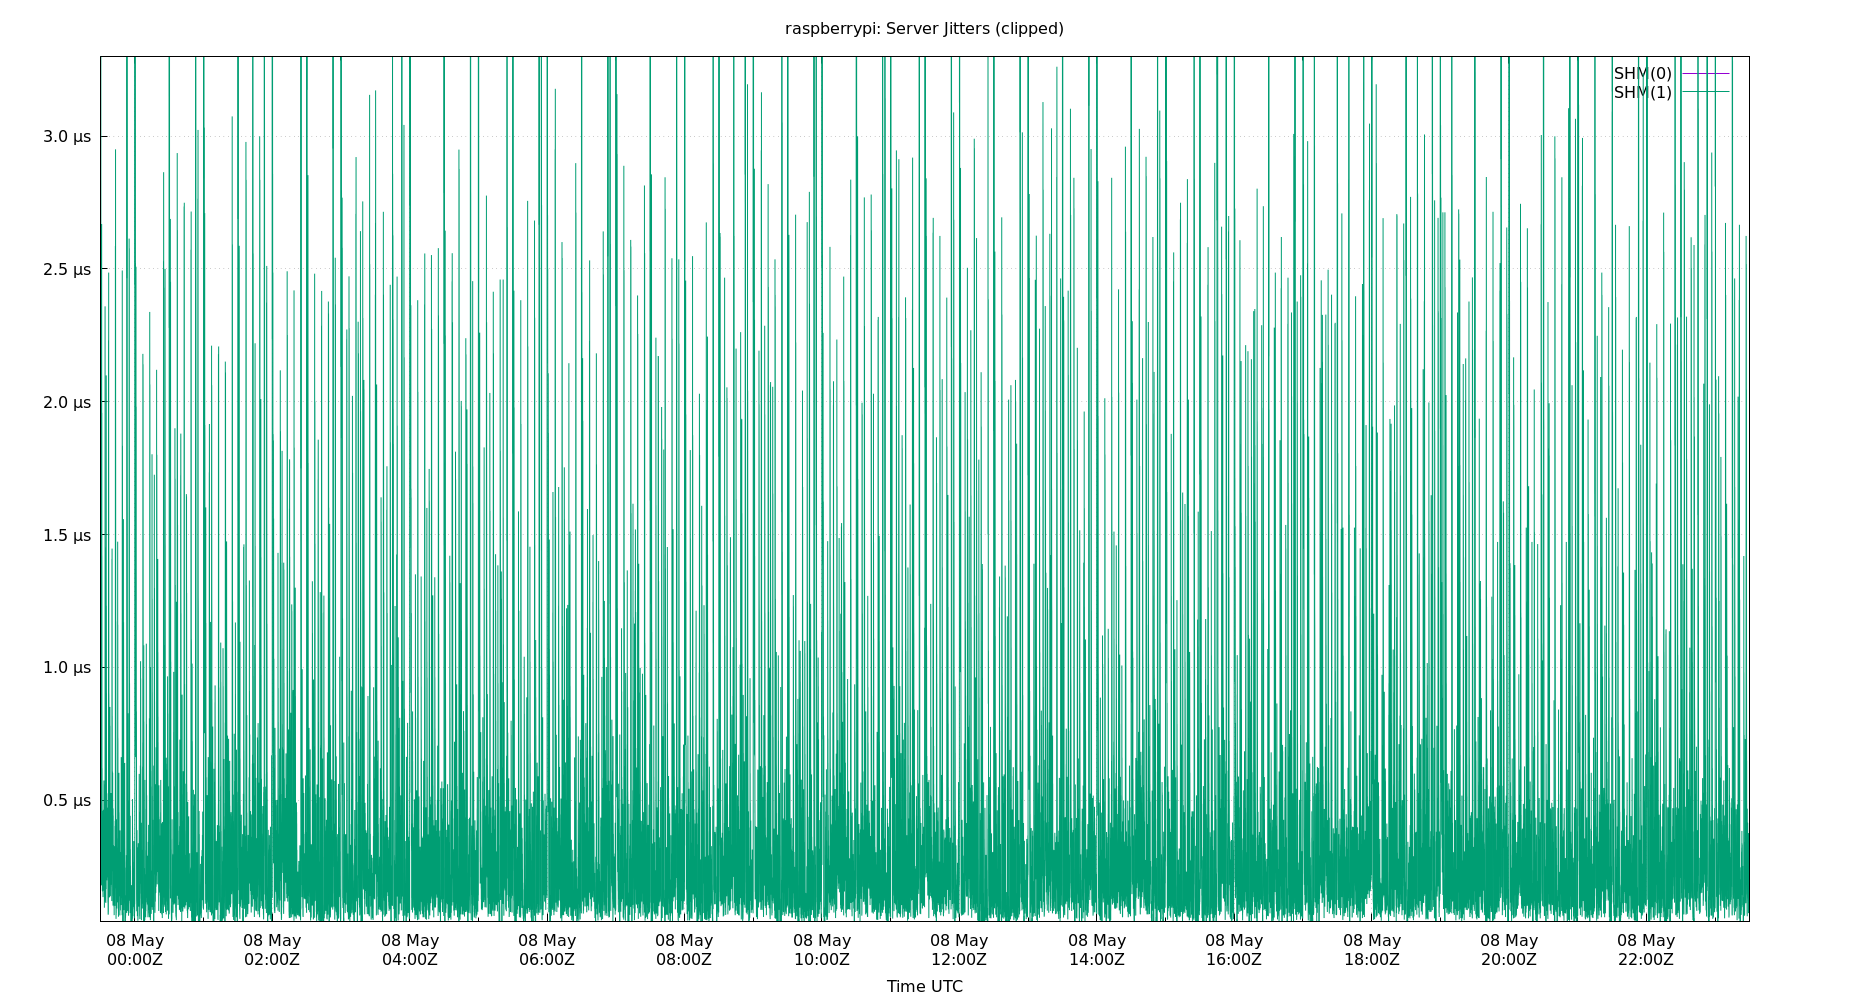 raspberrypi: Server Jitters (clipped)
SHM(0)
SHM(1)
3.0 µs
2.5 µs
2.0 µs
1.5 µs
1.0 µs
0.5 µs
08 May 08 May 08 May 08 May 08 May 08 May 08 May 08 May 08 May 08 May 08 May 08 May
00:00Z 02:00Z 04:00Z 06:00Z 08:00Z 10:00Z 12:00Z 14:00Z 16:00Z 18:00Z 20:00Z 22:00Z
Time UTC